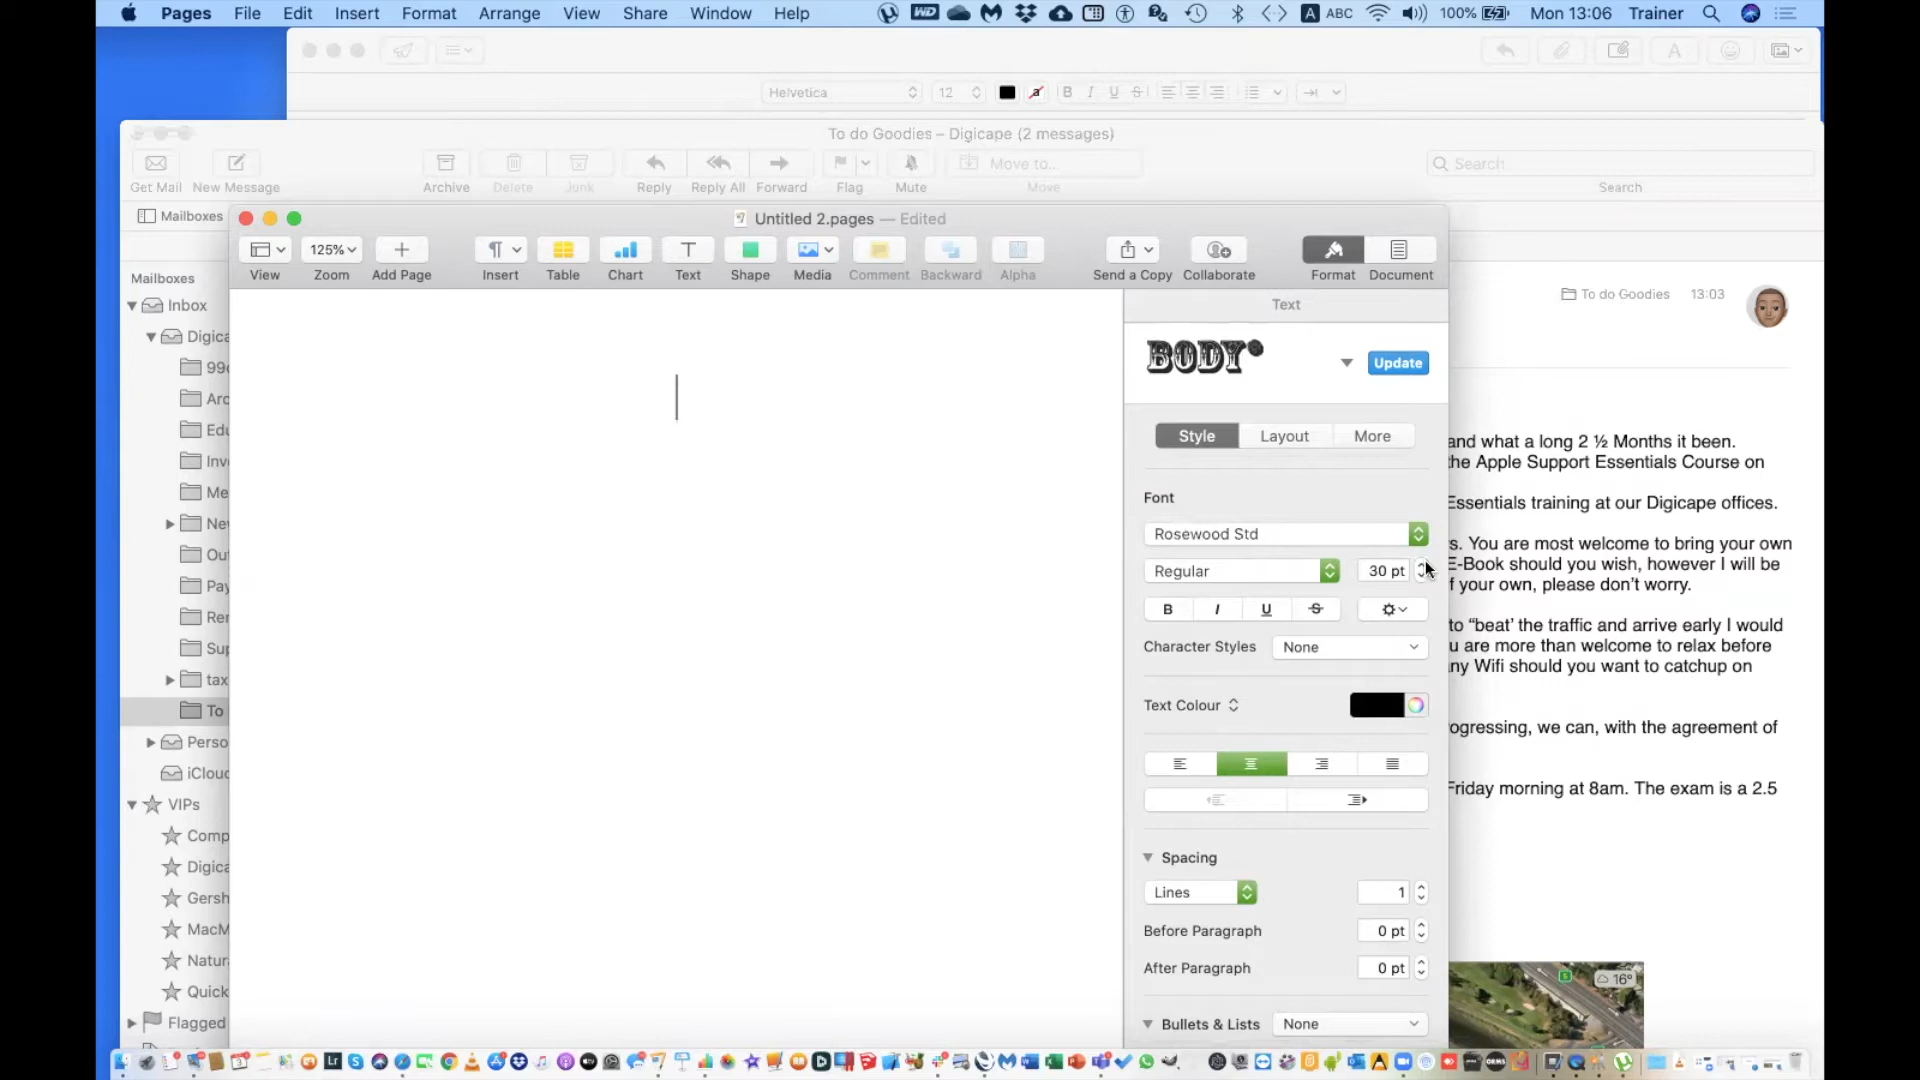 Pages File Edit Insert Format Arrange View Share Window Help
WD A ABC 100% Mon 13:06 Trainer
Helvetica 12 a B I U S A
To do Goodies – Digicape (2 messages)
Get Mail New Message Archive Delete Junk Reply Reply All Forward Flag Mute Move to... Move Search Search
Mailboxes
Untitled 2.pages — Edited
125%
View Zoom Add Page Insert Table Chart Text Shape Media Comment Backward Alpha Send a Copy Collaborate Format Document
Mailboxes
Inbox
Digica
99
Arc
Edu
Inv
Me
Nev
Out
Pay
Rer
Sup
tax
To
Perso
iCloud
VIPs
Comp
Digica
Gersh
MacM
Natur
Quick
Flagged
Text
BODY*
Update
Style Layout More
Font
Rosewood Std
Regular 30 pt
B I U S
Character Styles None
Text Colour
Spacing
Lines 1
Before Paragraph 0 pt
After Paragraph 0 pt
Bullets & Lists None
To do Goodies 13:03
and what a long 2 ½ Months it been.
the Apple Support Essentials Course on
Essentials training at our Digicape offices.
s. You are most welcome to bring your own
E-Book should you wish, however I will be
f your own, please don’t worry.
to “beat’ the traffic and arrive early I would
u are more than welcome to relax before
ny Wifi should you want to catchup on
ogressing, we can, with the agreement of
Friday morning at 8am. The exam is a 2.5
16°